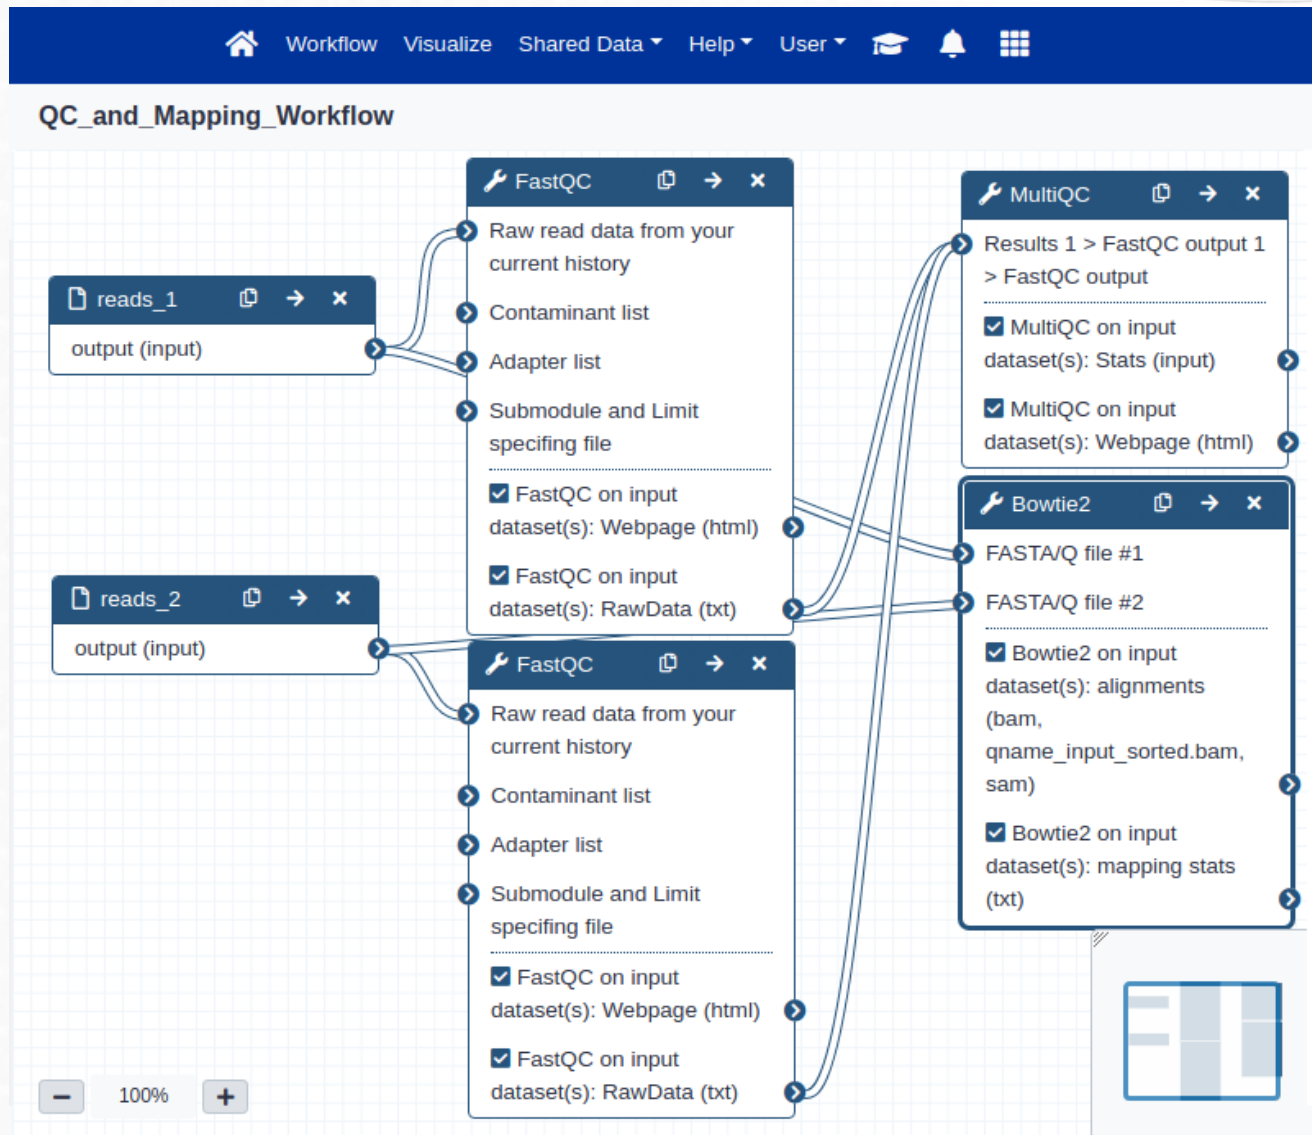 Workflow Visualize Shared Data Help User
QC_and_Mapping_Workflow
reads_1
output (input)
reads_2
output (input)
FastQC
Raw read data from your
current history
Contaminant list
Adapter list
Submodule and Limit
specifing file
FastQC on input
dataset(s): Webpage (html)
FastQC on input
dataset(s): RawData (txt)
FastQC
Raw read data from your
current history
Contaminant list
Adapter list
Submodule and Limit
specifing file
FastQC on input
dataset(s): Webpage (html)
FastQC on input
dataset(s): RawData (txt)
MultiQC
Results 1 > FastQC output 1
> FastQC output
MultiQC on input
dataset(s): Stats (input)
MultiQC on input
dataset(s): Webpage (html)
Bowtie2
FASTA/Q file #1
FASTA/Q file #2
Bowtie2 on input
dataset(s): alignments
(bam,
qname_input_sorted.bam,
sam)
Bowtie2 on input
dataset(s): mapping stats
(txt)
100%